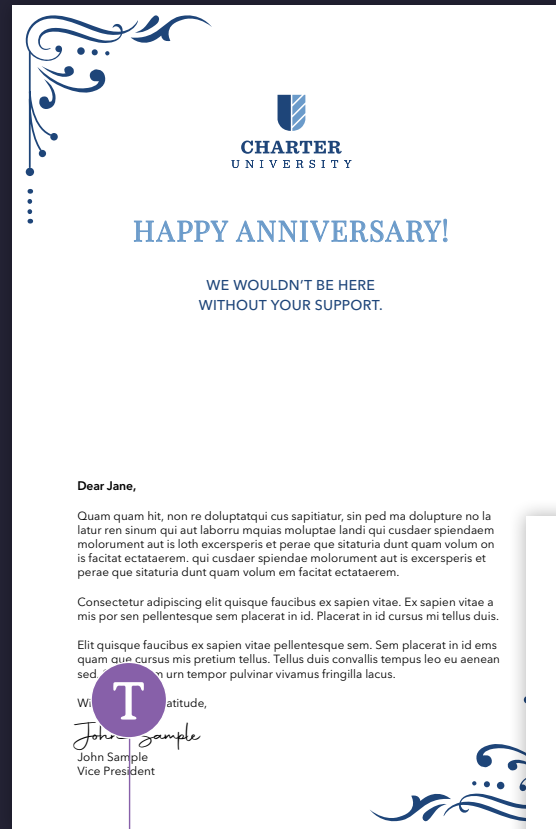 CHARTER
UNIVERSITY
HAPPY ANNIVERSARY!
WE WOULDN'T BE HERE
WITHOUT YOUR SUPPORT.
Dear Jane,
Quam quam hit, non re doluptatqui cus sapitiatur, sin ped ma dolupture no la
latur ren sinum qui aut laborru mquias moluptae landi qui cusdaer spiendaem
molorument aut is loth excersperis et perae que sitaturia dunt quam volum on
is facitat ectataerem. qui cusdaer spiendae molorument aut is excersperis et
perae que sitaturia dunt quam volum em facitat ectataerem.
Consectetur adipiscing elit quisque faucibus ex sapien vitae. Ex sapien vitae a
mis por sen pellentesque sem placerat in id. Placerat in id cursus mi tellus duis.
Elit quisque faucibus ex sapien vitae pellentesque sem. Sem placerat in id ems
quam que cursus mis pretium tellus. Tellus duis convallis tempus leo eu aenean
sed. urn tempor pulvinar vivamus fringilla lacus.
T
John Sample
John Sample
Vice President